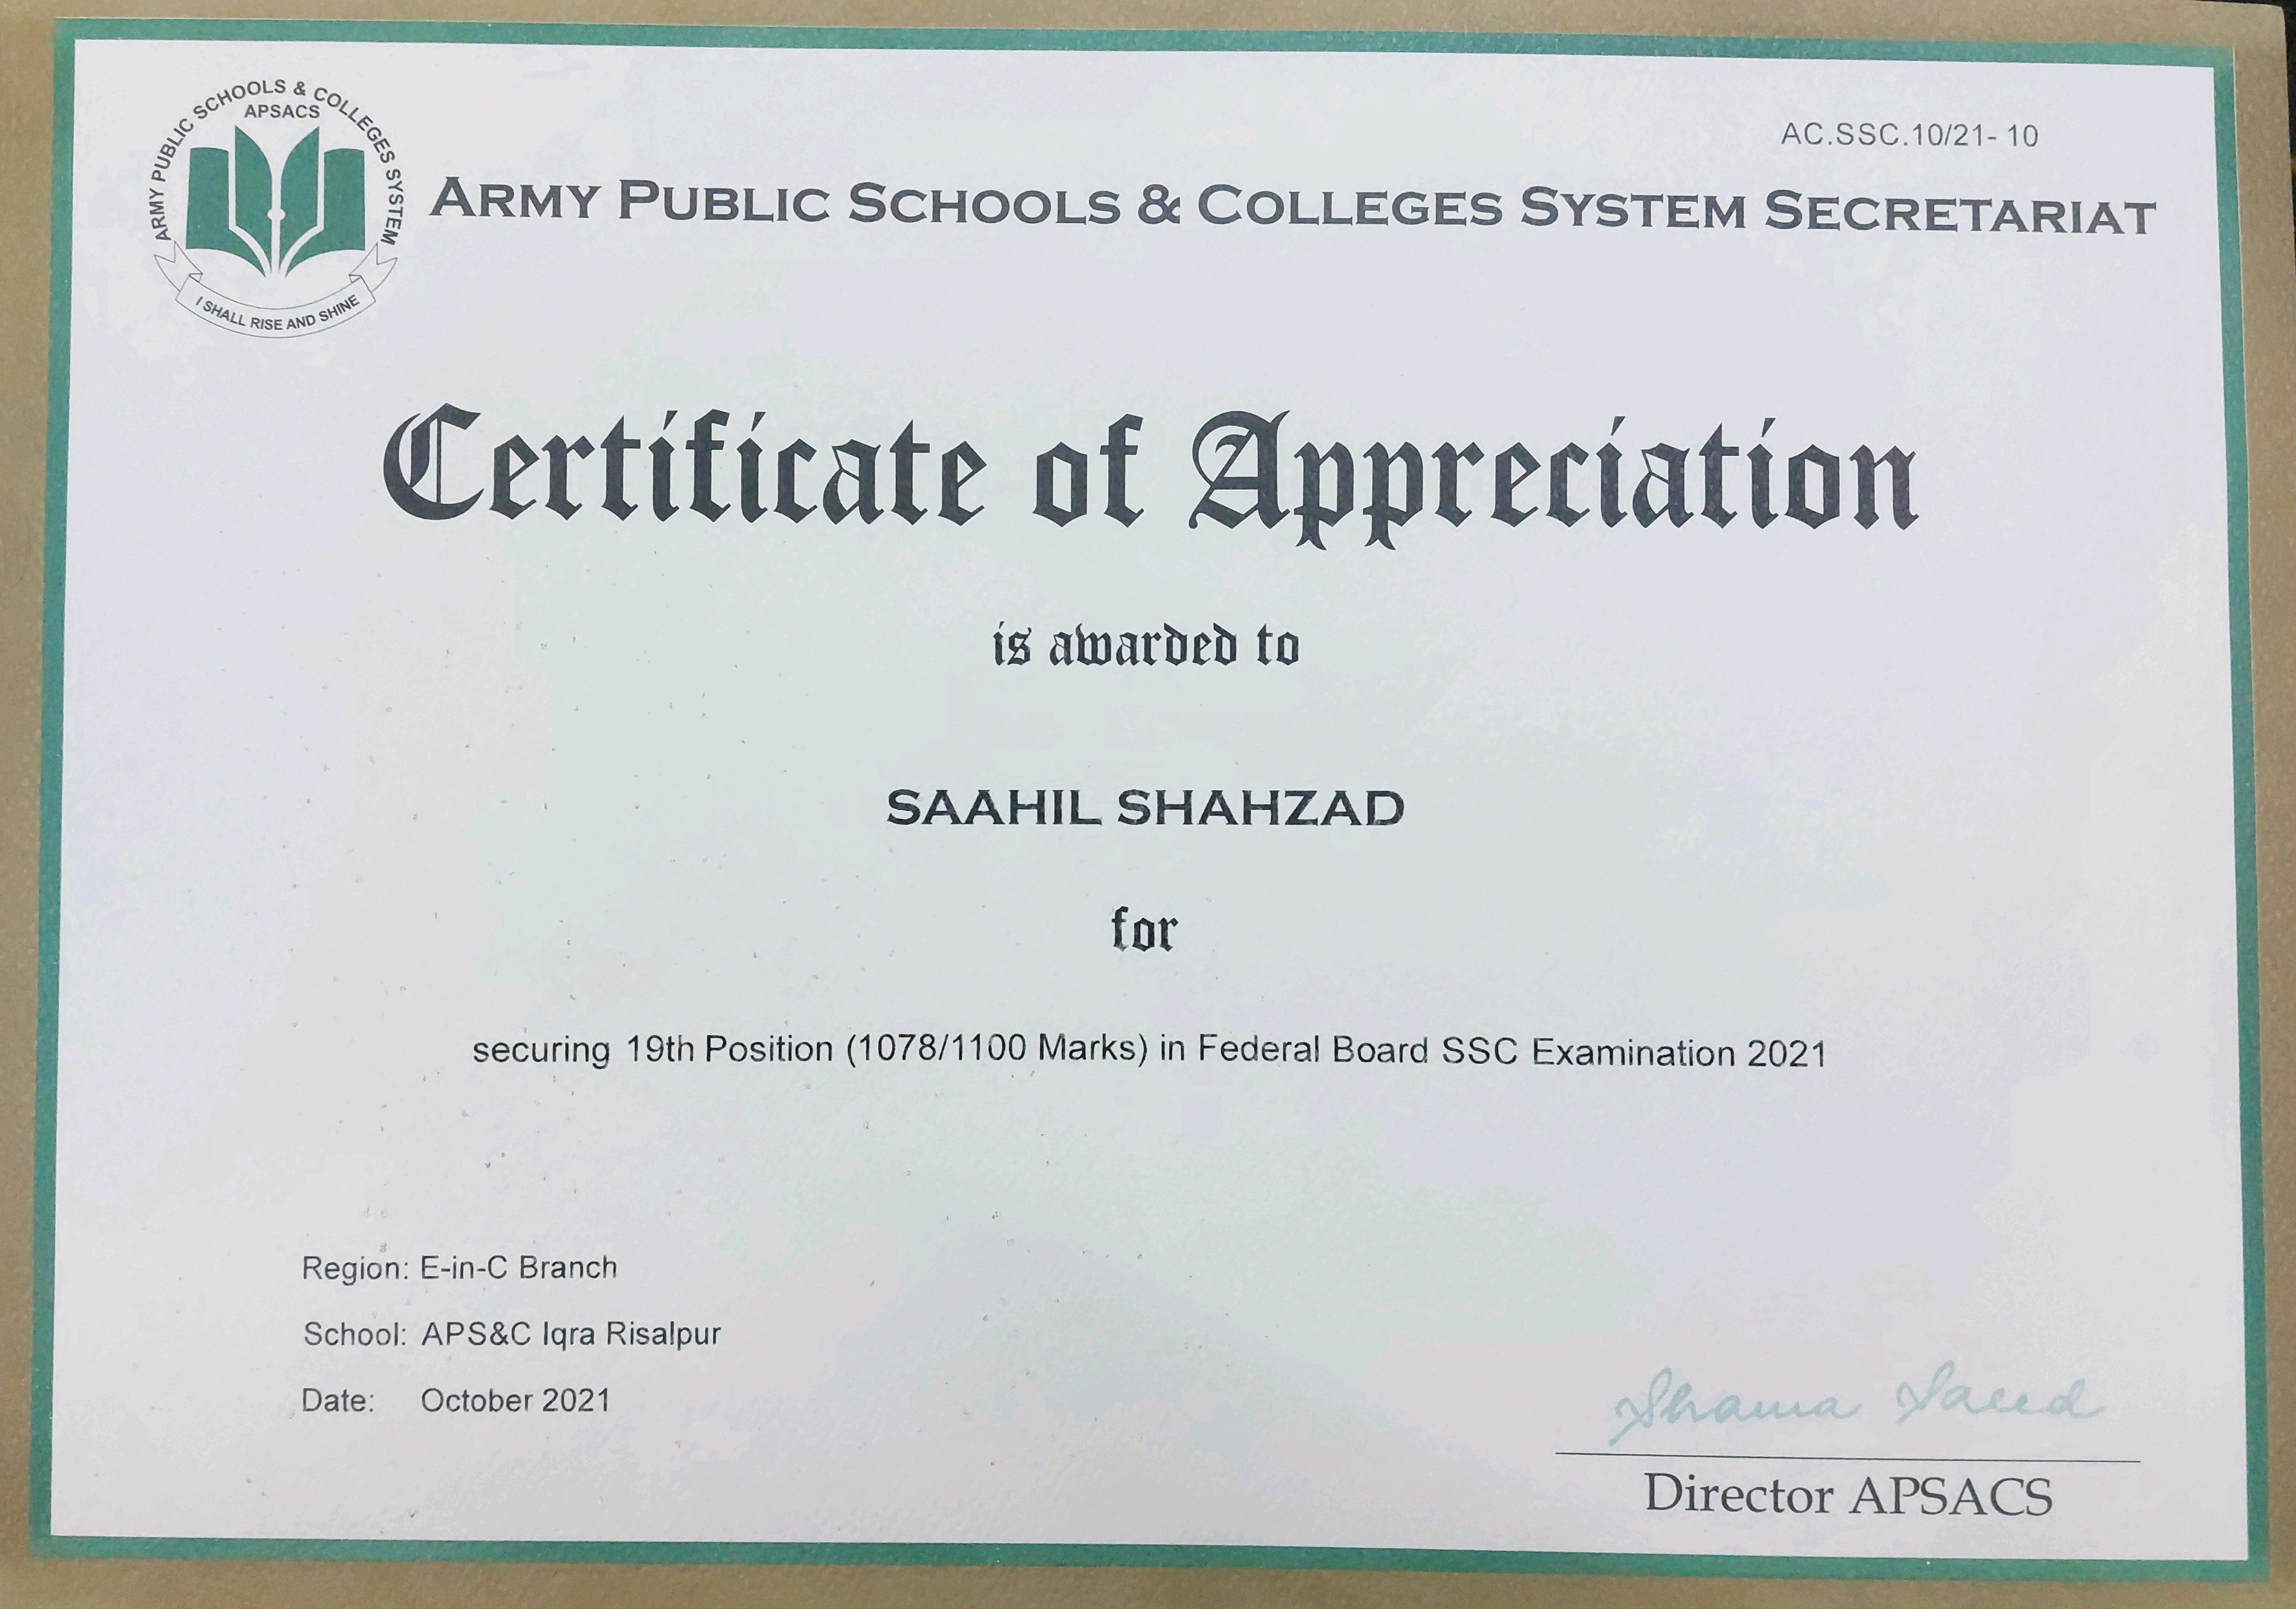 ARMY PUBLIC SCHOOLS & COLLEGES SYSTEM
APSACS
I SHALL RISE AND SHINE
AC.SSC.10/21- 10
ARMY PUBLIC SCHOOLS & COLLEGES SYSTEM SECRETARIAT
Certificate of Appreciation
is awarded to
SAAHIL SHAHZAD
for
securing 19th Position (1078/1100 Marks) in Federal Board SSC Examination 2021
Region: E-in-C Branch
School: APS&C Iqra Risalpur
Date: October 2021
Shama Saeed
Director APSACS